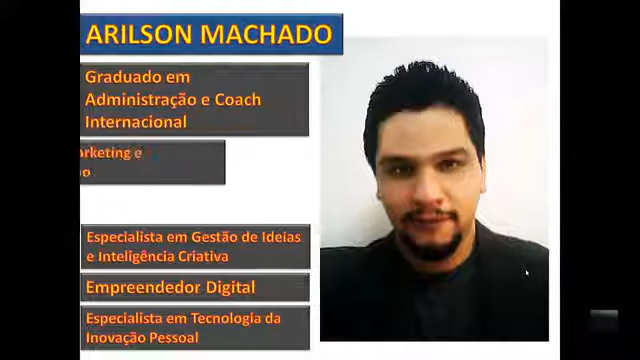 ARILSON MACHADO
Graduado em
Administração e Coach
Internacional
arketing e
o
Especialista em Gestão de Ideias
e Inteligência Criativa
Empreendedor Digital
Especialista em Tecnologia da
Inovação Pessoal